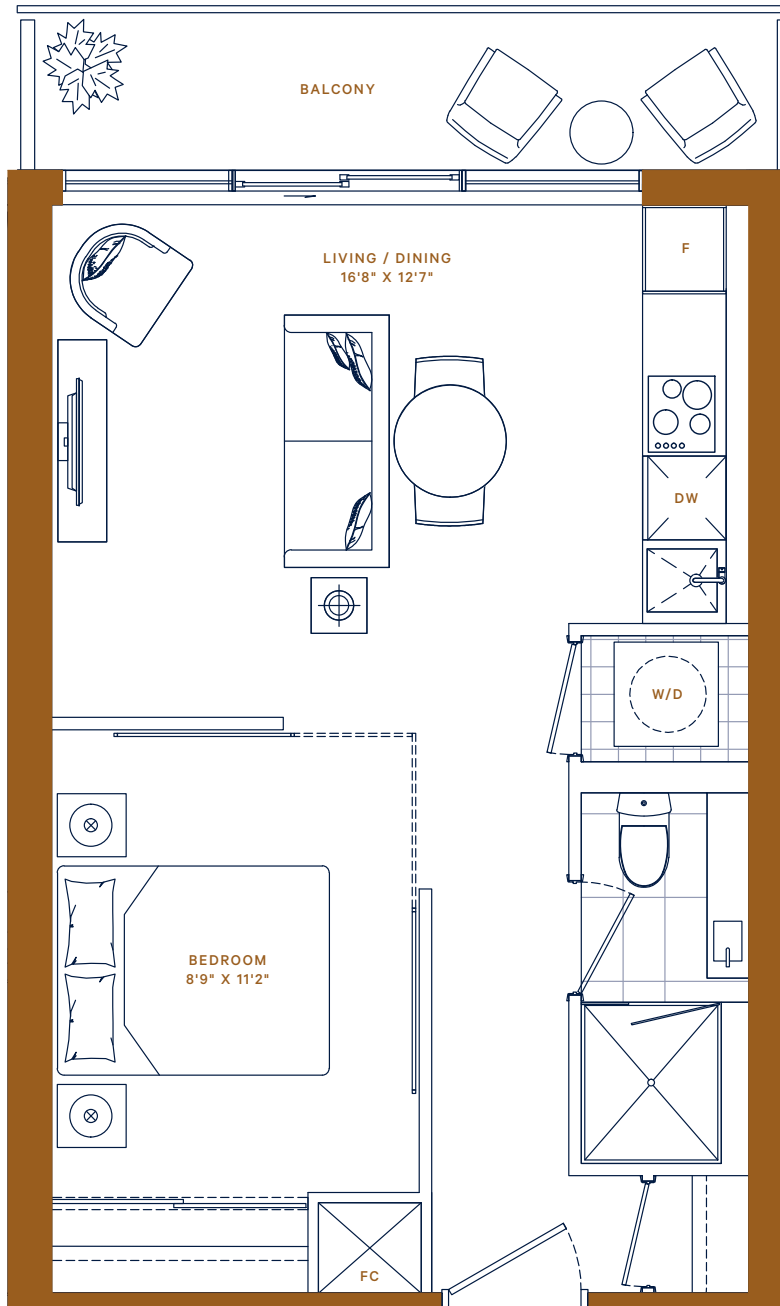 BALCONY
LIVING / DINING
16'8" X 12'7"
F
DW
W/D
BEDROOM
8'9" X 11'2"
FC